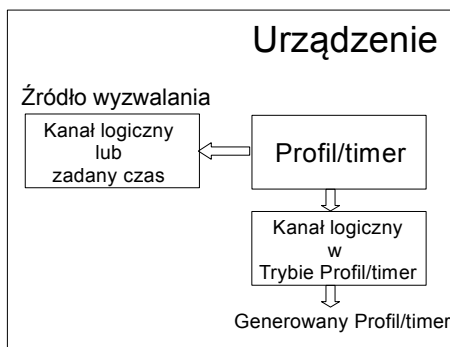 Urządzenie
Źródło wyzwalania
Kanał logiczny
lub
zadany czas
Profil/timer
Kanał logiczny
w
Trybie Profil/timer
Generowany Profil/timer